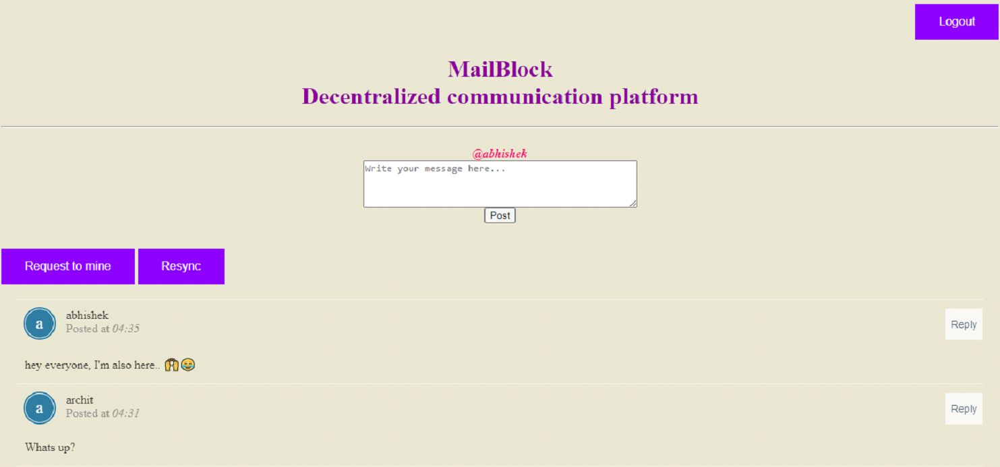 Logout
MailBlock
Decentralized communication platform
@abhishek
Write your message here...
Post
Request to mine Resync
a abhishek
Posted at 04:35
Reply
hey everyone, I'm also here.. 🙌😂
a archit
Posted at 04:31
Reply
Whats up?